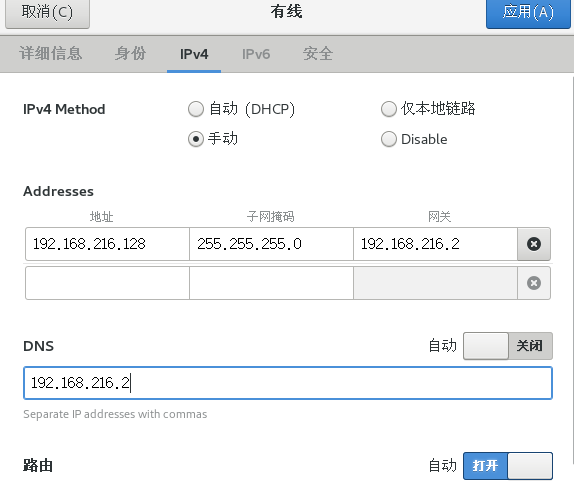 取消(C) 有线 应用(A)
详细信息 身份 IPv4 IPv6 安全
IPv4 Method 自动 (DHCP) 仅本地链路
手动 Disable
Addresses
地址 子网掩码 网关
192.168.216.128 255.255.255.0 192.168.216.2
DNS 自动 关闭
192.168.216.2
Separate IP addresses with commas
路由 自动 打开